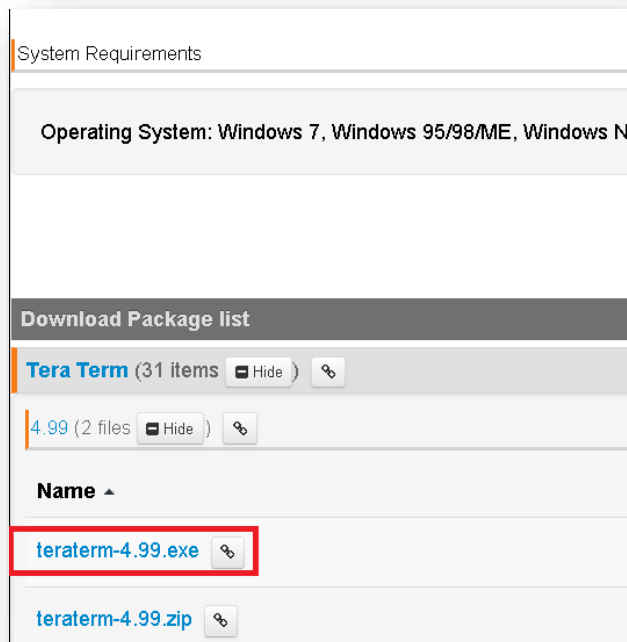 System Requirements
Operating System: Windows 7, Windows 95/98/ME, Windows N
Download Package list
Tera Term (31 items Hide )
4.99 (2 files Hide )
Name
teraterm-4.99.exe
teraterm-4.99.zip